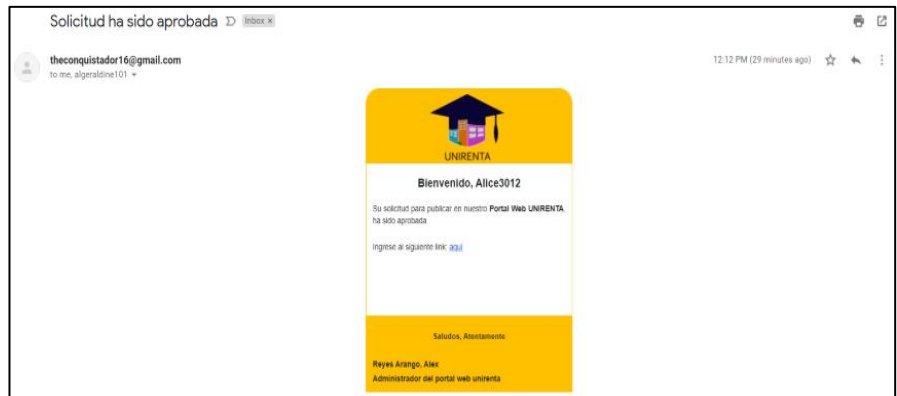 Solicitud ha sido aprobada Inbox x
theconquistador16@gmail.com
12:12 PM (29 minutes ago)
to me, algeraldine101
UNIRENTA
Bienvenido, Alice3012
Su solicitud para publicar en nuestro Portal Web UNIRENTA,
ha sido aprobada
Ingrese al siguiente link: aquí
Saludos, Atentamente
Reyes Arango, Alex
Administrador del portal web unirenta